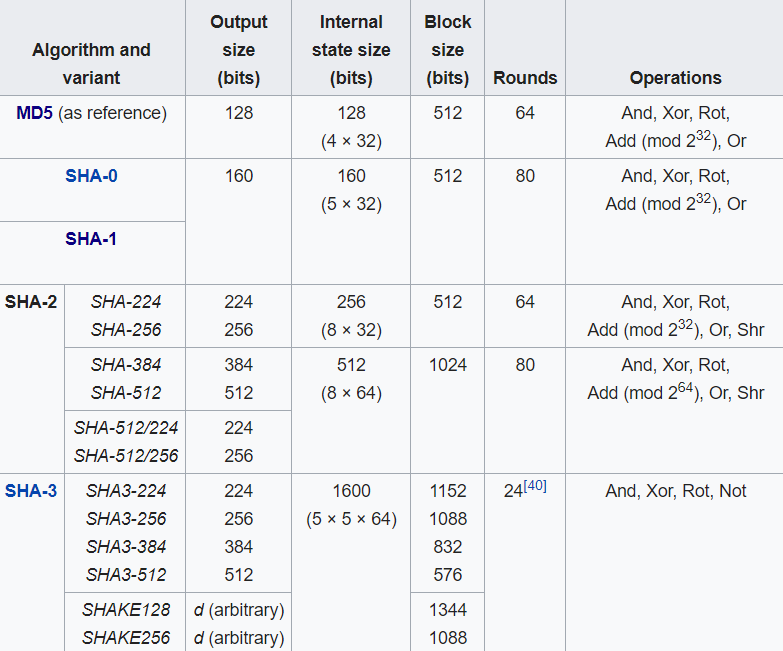 Algorithm and variant Output size (bits) Internal state size (bits) Block size (bits) Rounds Operations
MD5 (as reference) 128 128 512 64 And, Xor, Rot,
(4 × 32) Add (mod 2³²), Or
SHA-0 160 160 512 80 And, Xor, Rot,
(5 × 32) Add (mod 2³²), Or
SHA-1
SHA-2 SHA-224 224 256 512 64 And, Xor, Rot,
SHA-256 256 (8 × 32) Add (mod 2³²), Or, Shr
SHA-384 384 512 1024 80 And, Xor, Rot,
SHA-512 512 (8 × 64) Add (mod 2⁶⁴), Or, Shr
SHA-512/224 224
SHA-512/256 256
SHA-3 SHA3-224 224 1600 1152 24[40] And, Xor, Rot, Not
SHA3-256 256 (5 × 5 × 64) 1088
SHA3-384 384 832
SHA3-512 512 576
SHAKE128 d (arbitrary) 1344
SHAKE256 d (arbitrary) 1088